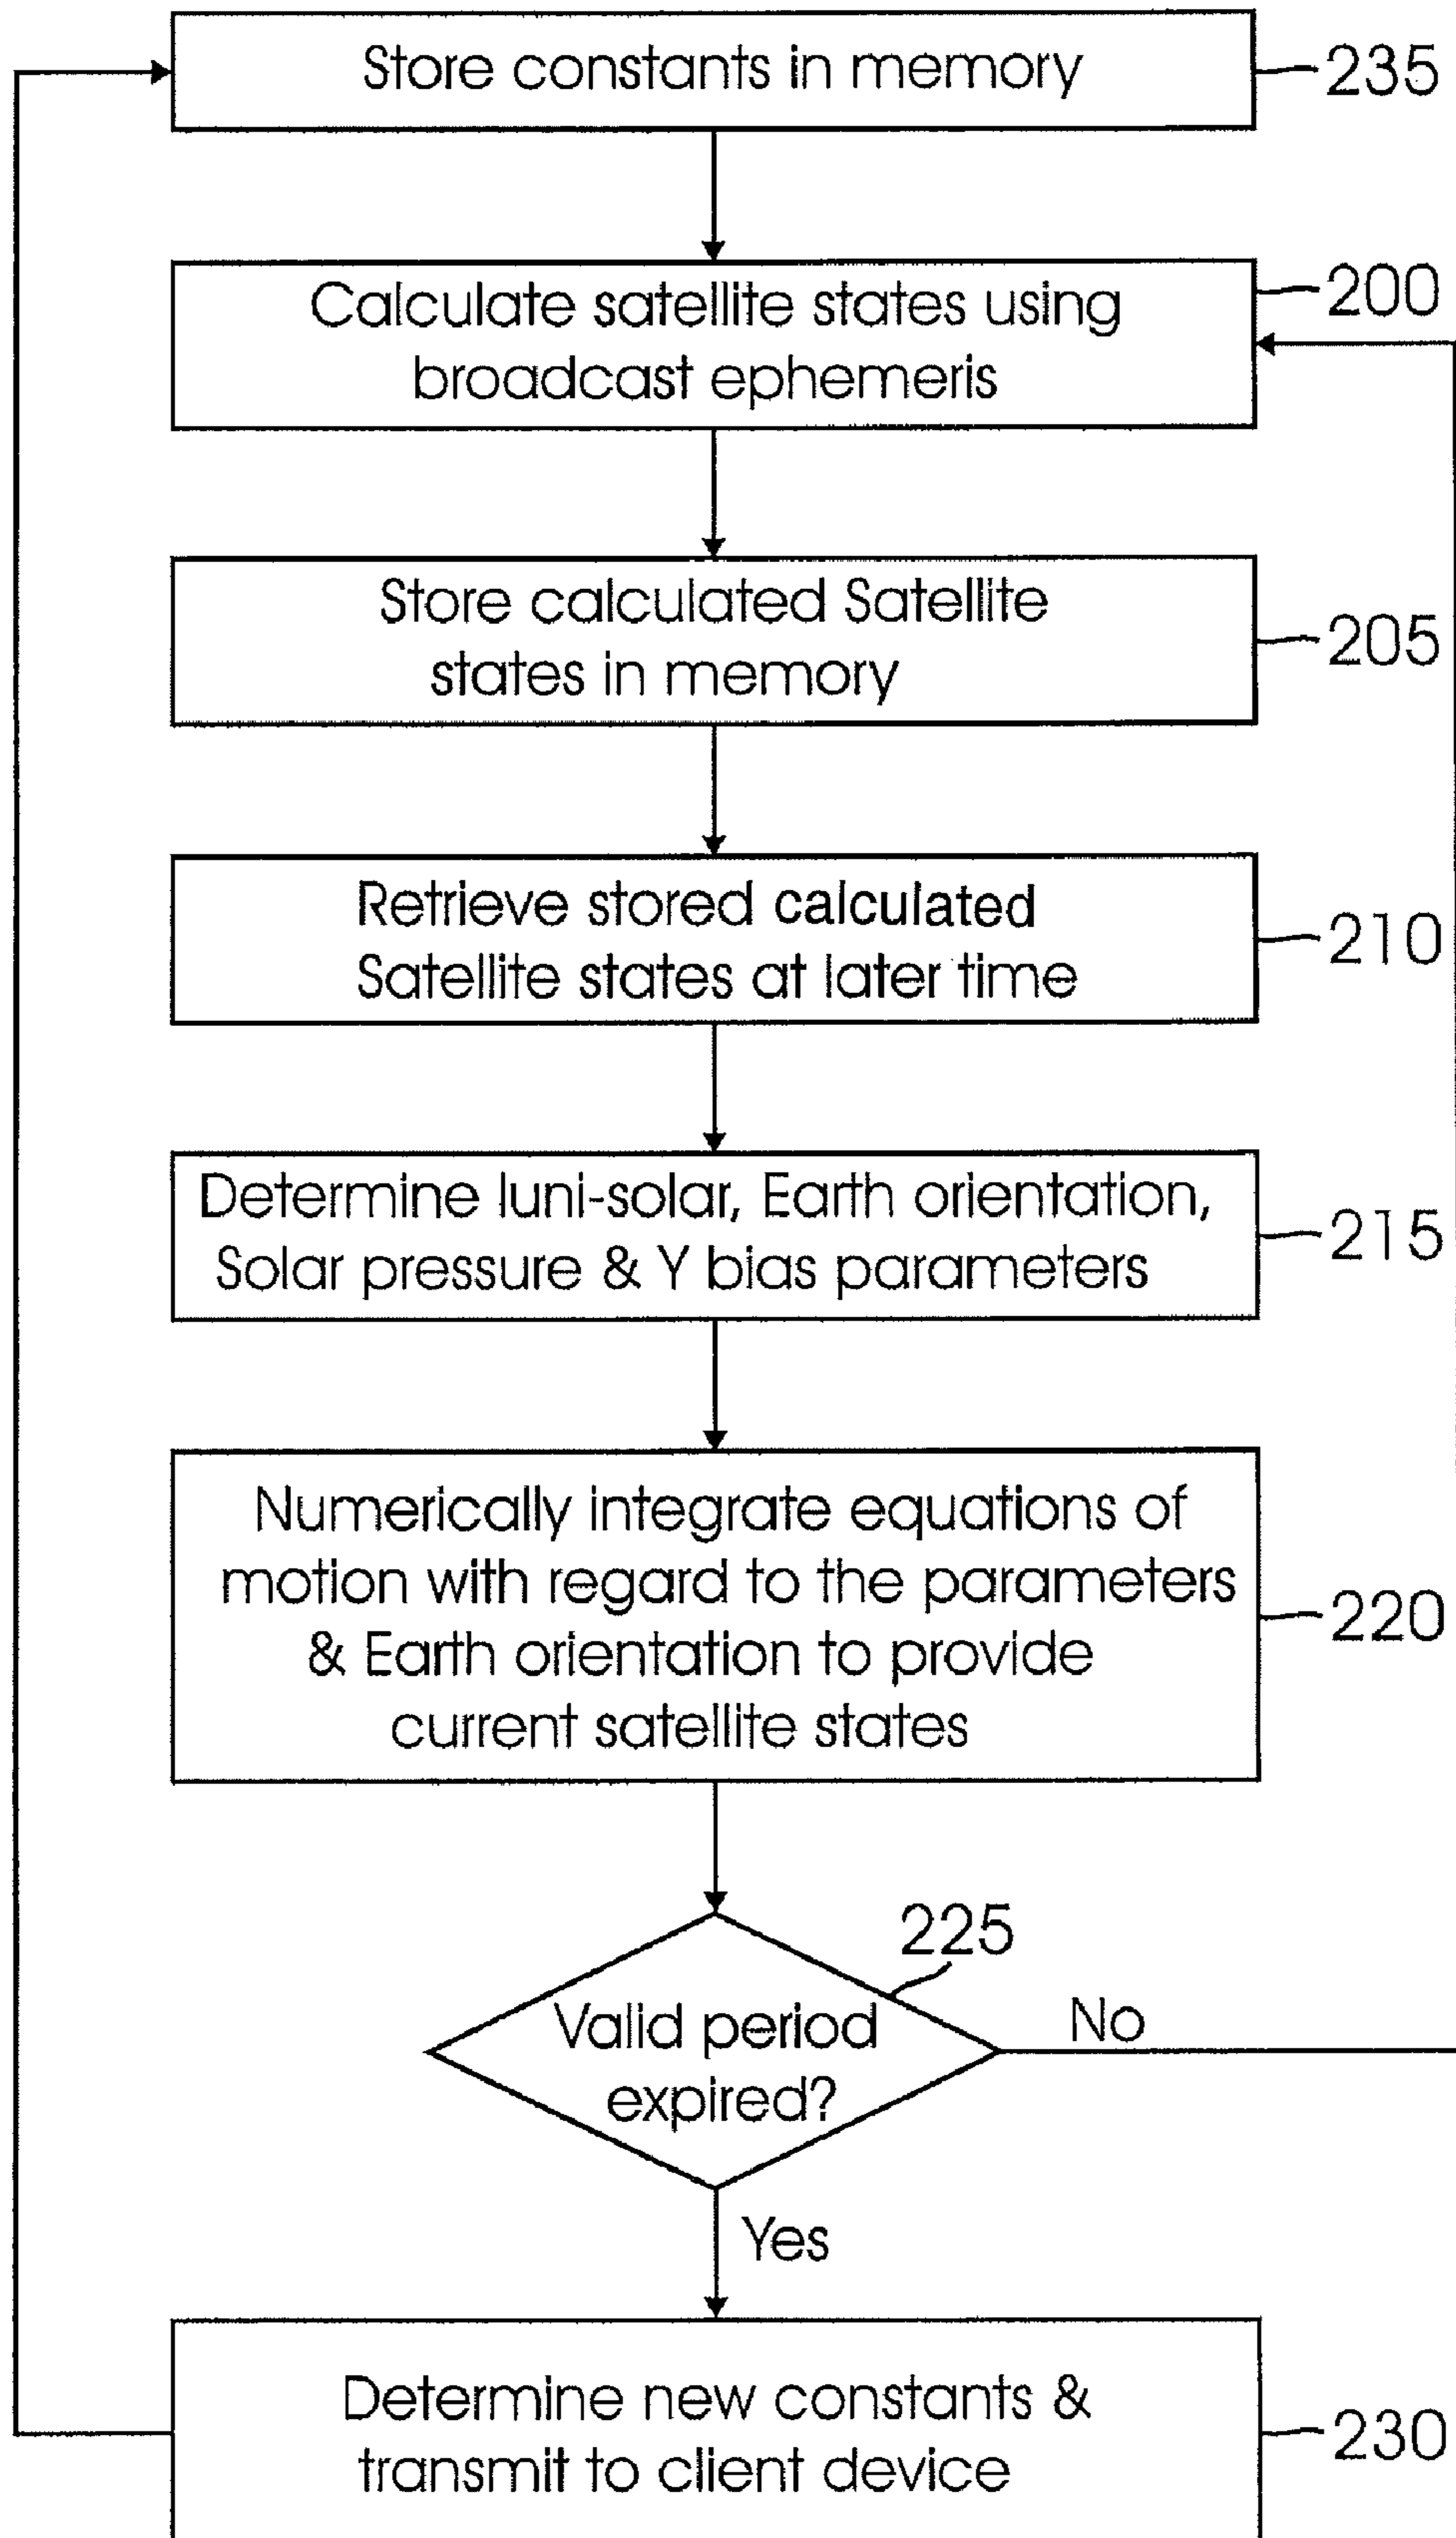 Store constants in memory
235
Calculate satellite states using
broadcast ephemeris
200
Store calculated Satellite
states in memory
205
Retrieve stored calculated
Satellite states at later time
210
Determine luni-solar, Earth orientation,
Solar pressure & Y bias parameters
215
Numerically integrate equations of
motion with regard to the parameters
& Earth orientation to provide
current satellite states
220
225
Valid period
expired?
No
Yes
Determine new constants &
transmit to client device
230